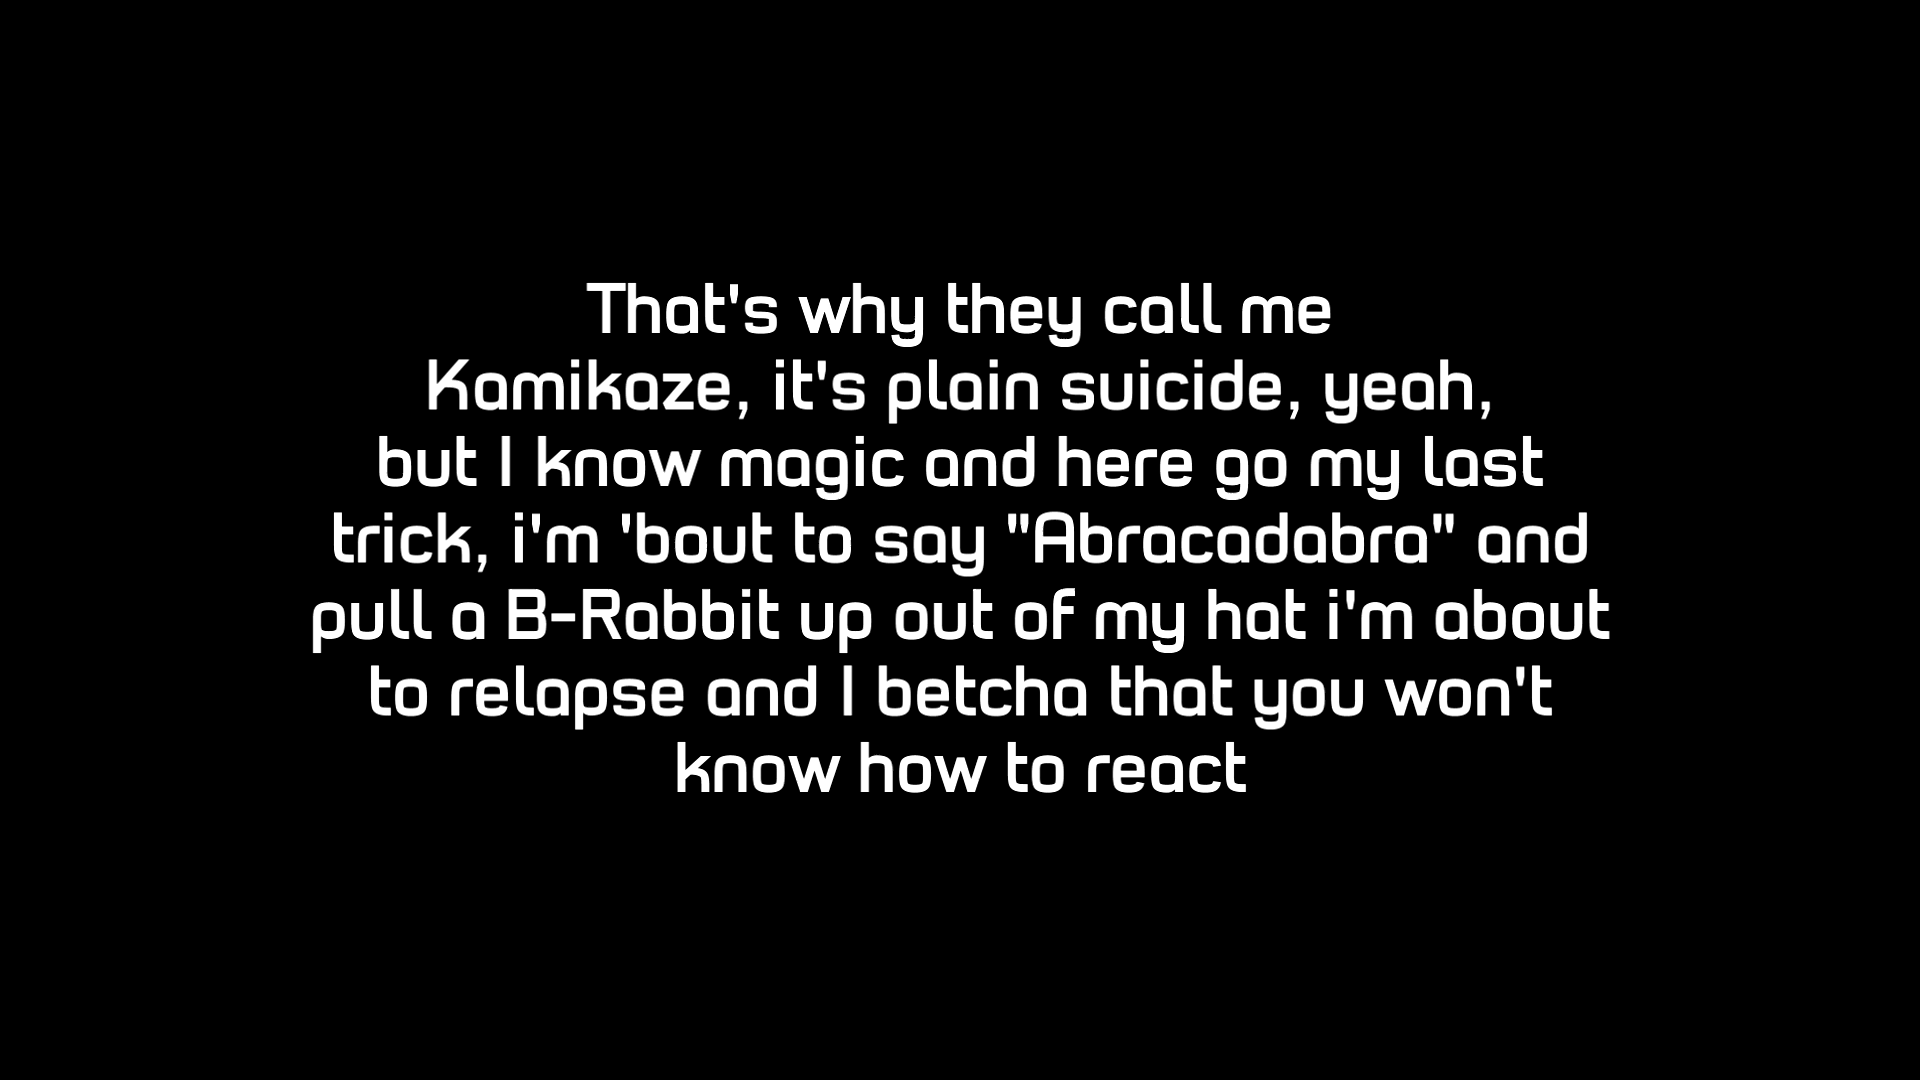 That's why they call me
Kamikaze, it's plain suicide, yeah,
but I know magic and here go my last
trick, i'm 'bout to say "Abracadabra" and
pull a B-Rabbit up out of my hat i'm about
to relapse and I betcha that you won't
know how to react